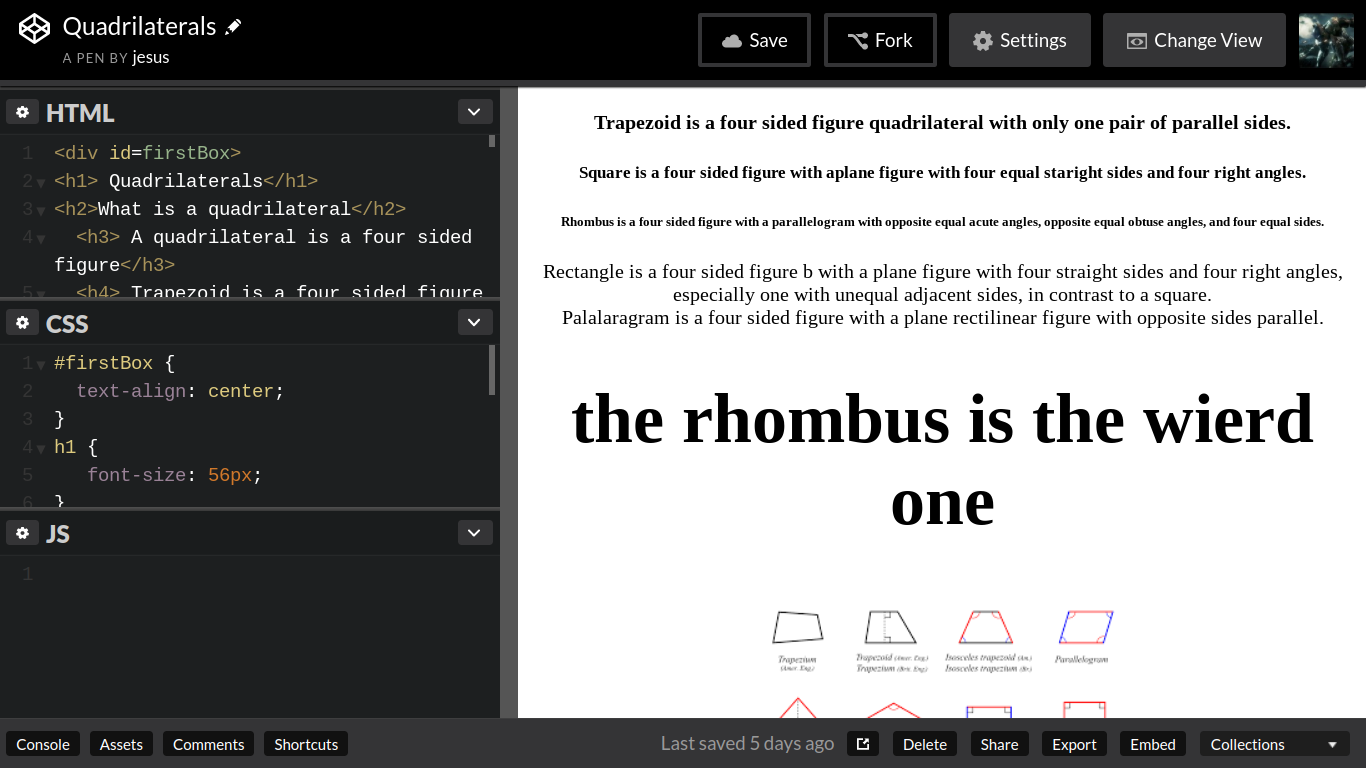 Quadrilaterals
A PEN BY jesus
Save
Fork
Settings
Change View
HTML
1 <div id=firstBox>
2 <h1> Quadrilaterals</h1>
3 <h2>What is a quadrilateral</h2>
4 <h3> A quadrilateral is a four sided
figure</h3>
5 <h4> Trapezoid is a four sided figure
CSS
1 #firstBox {
2 text-align: center;
3 }
4 h1 {
5 font-size: 56px;
6 }
JS
1
Trapezoid is a four sided figure quadrilateral with only one pair of parallel sides.
Square is a four sided figure with aplane figure with four equal staright sides and four right angles.
Rhombus is a four sided figure with a parallelogram with opposite equal acute angles, opposite equal obtuse angles, and four equal sides.
Rectangle is a four sided figure b with a plane figure with four straight sides and four right angles,
especially one with unequal adjacent sides, in contrast to a square.
Palalaragram is a four sided figure with a plane rectilinear figure with opposite sides parallel.
the rhombus is the wierd
one
Trapezium
(Amer. Eng.)
Trapezoid (Amer. Eng.)
Trapezium (Brit. Eng.)
Isosceles trapezoid (Am.)
Isosceles trapezium (Br.)
Parallelogram
Console
Assets
Comments
Shortcuts
Last saved 5 days ago
Delete
Share
Export
Embed
Collections